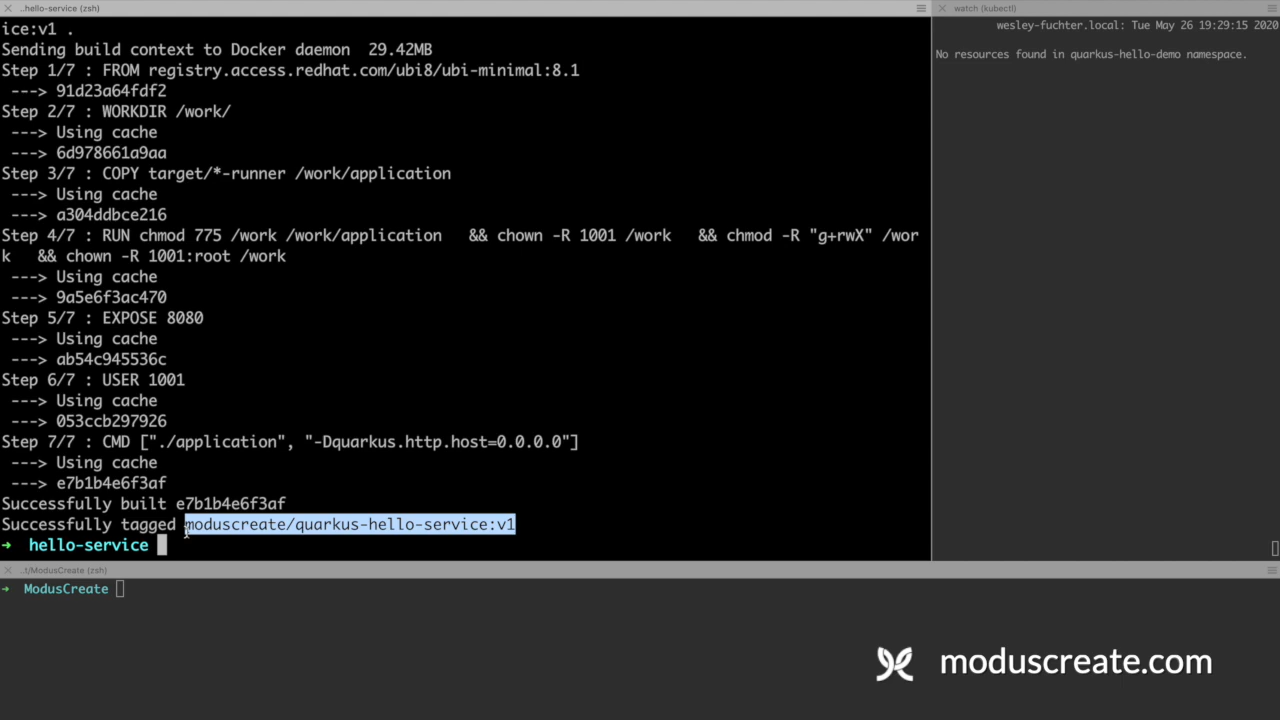 ..hello-service (zsh)
ice:v1 .
Sending build context to Docker daemon  29.42MB
Step 1/7 : FROM registry.access.redhat.com/ubi8/ubi-minimal:8.1
 ---> 91d23a64fdf2
Step 2/7 : WORKDIR /work/
 ---> Using cache
 ---> 6d978661a9aa
Step 3/7 : COPY target/*-runner /work/application
 ---> Using cache
 ---> a304ddbce216
Step 4/7 : RUN chmod 775 /work /work/application   && chown -R 1001 /work   && chmod -R "g+rwX" /wor
k   && chown -R 1001:root /work
 ---> Using cache
 ---> 9a5e6f3ac470
Step 5/7 : EXPOSE 8080
 ---> Using cache
 ---> ab54c945536c
Step 6/7 : USER 1001
 ---> Using cache
 ---> 053ccb297926
Step 7/7 : CMD ["./application", "-Dquarkus.http.host=0.0.0.0"]
 ---> Using cache
 ---> e7b1b4e6f3af
Successfully built e7b1b4e6f3af
Successfully tagged moduscreate/quarkus-hello-service:v1
→ hello-service
watch (kubectl)
wesley-fuchter.local: Tue May 26 19:29:15 2020
No resources found in quarkus-hello-demo namespace.
..t/ModusCreate (zsh)
→ ModusCreate
moduscreate.com